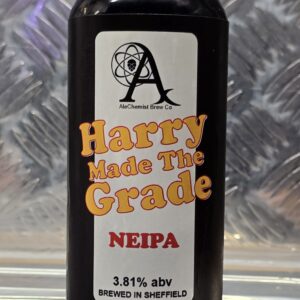 A
AleChemist Brew Co
Harry
Made The
Grade
NEIPA
3.81% abv
BREWED IN SHEFFIELD